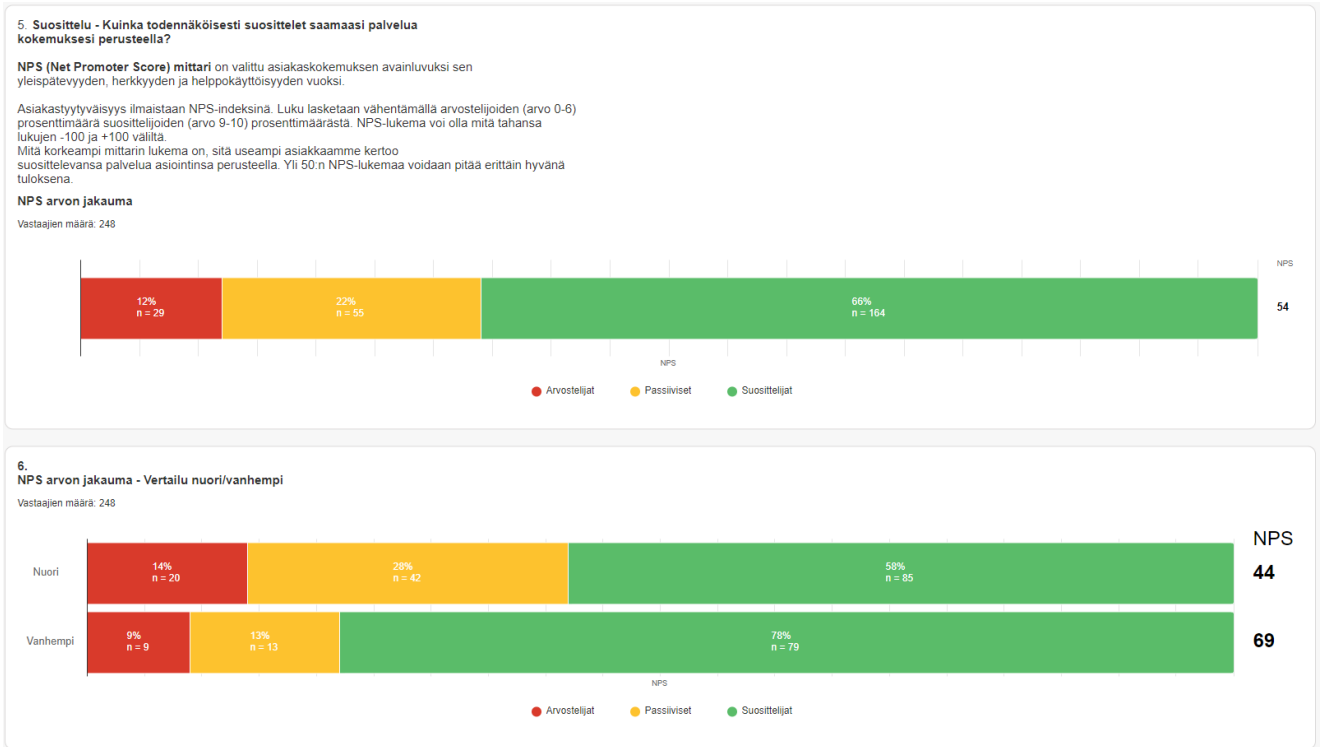 5. Suosittelu - Kuinka todennäköisesti suosittelet saamaasi palvelua
kokemuksesi perusteella?
NPS (Net Promoter Score) mittari on valittu asiakaskokemuksen avainluvuksi sen
yleispätevyyden, herkkyyden ja helppokäyttöisyyden vuoksi.
Asiakastyytyväisyys ilmaistaan NPS-indeksinä. Luku lasketaan vähentämällä arvostelijoiden (arvo 0-6)
prosenttimäärä suosittelijoiden (arvo 9-10) prosenttimäärästä. NPS-lukema voi olla mitä tahansa
lukujen -100 ja +100 väliltä.
Mitä korkeampi mittarin lukema on, sitä useampi asiakkaamme kertoo
suosittelevansa palvelua asiointinsa perusteella. Yli 50:n NPS-lukemaa voidaan pitää erittäin hyvänä
tuloksena.
NPS arvon jakauma
Vastaajien määrä: 248
NPS
12%
n = 29
22%
n = 55
66%
n = 164
54
NPS
Arvostelijat
Passiiviset
Suosittelijat
6.
NPS arvon jakauma - Vertailu nuori/vanhempi
Vastaajien määrä: 248
NPS
Nuori
14%
n = 20
28%
n = 42
58%
n = 85
44
Vanhempi
9%
n = 9
13%
n = 13
78%
n = 79
69
NPS
Arvostelijat
Passiiviset
Suosittelijat